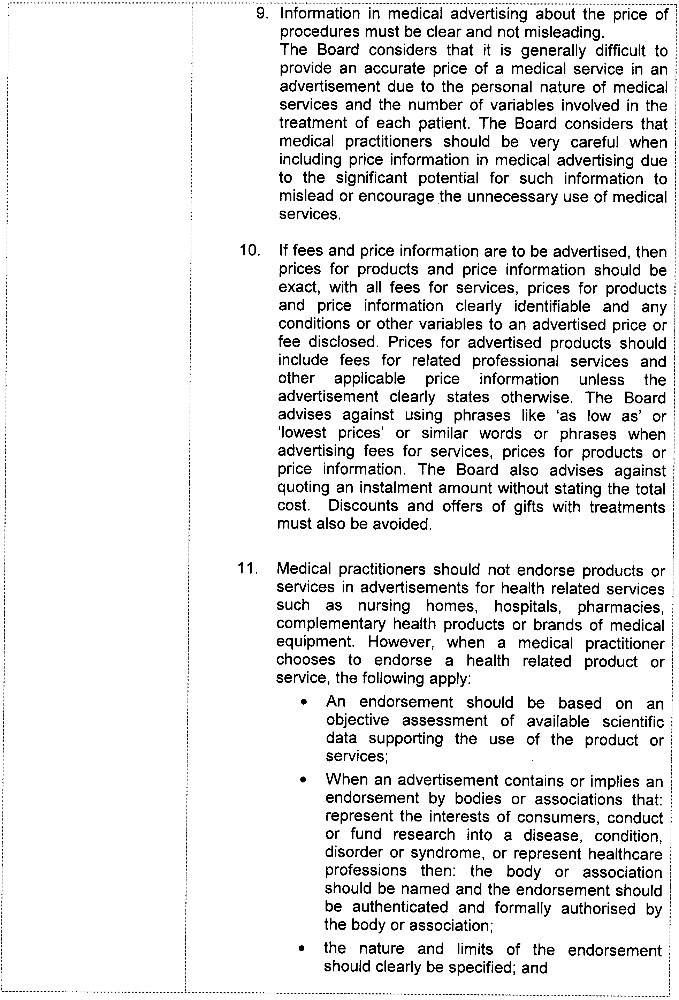 9. Information in medical advertising about the price of
procedures must be clear and not misleading.
The Board considers that it is generally difficult to
provide an accurate price of a medical service in an
advertisement due to the personal nature of medical
services and the number of variables involved in the
treatment of each patient. The Board considers that
medical practitioners should be very careful when
including price information in medical advertising due
to the significant potential for such information to
mislead or encourage the unnecessary use of medical
services.
10. If fees and price information are to be advertised, then
prices for products and price information should be
exact, with all fees for services, prices for products
and price information clearly identifiable and any
conditions or other variables to an advertised price or
fee disclosed. Prices for advertised products should
include fees for related professional services and
other applicable price information unless the
advertisement clearly states otherwise. The Board
advises against using phrases like ‘as low as’ or
‘lowest prices’ or similar words or phrases when
advertising fees for services, prices for products or
price information. The Board also advises against
quoting an instalment amount without stating the total
cost. Discounts and offers of gifts with treatments
must also be avoided.
11. Medical practitioners should not endorse products or
services in advertisements for health related services
such as nursing homes, hospitals, pharmacies,
complementary health products or brands of medical
equipment. However, when a medical practitioner
chooses to endorse a health related product or
service, the following apply:
• An endorsement should be based on an
objective assessment of available scientific
data supporting the use of the product or
services;
• When an advertisement contains or implies an
endorsement by bodies or associations that:
represent the interests of consumers, conduct
or fund research into a disease, condition,
disorder or syndrome, or represent healthcare
professions then: the body or association
should be named and the endorsement should
be authenticated and formally authorised by
the body or association;
• the nature and limits of the endorsement
should clearly be specified; and